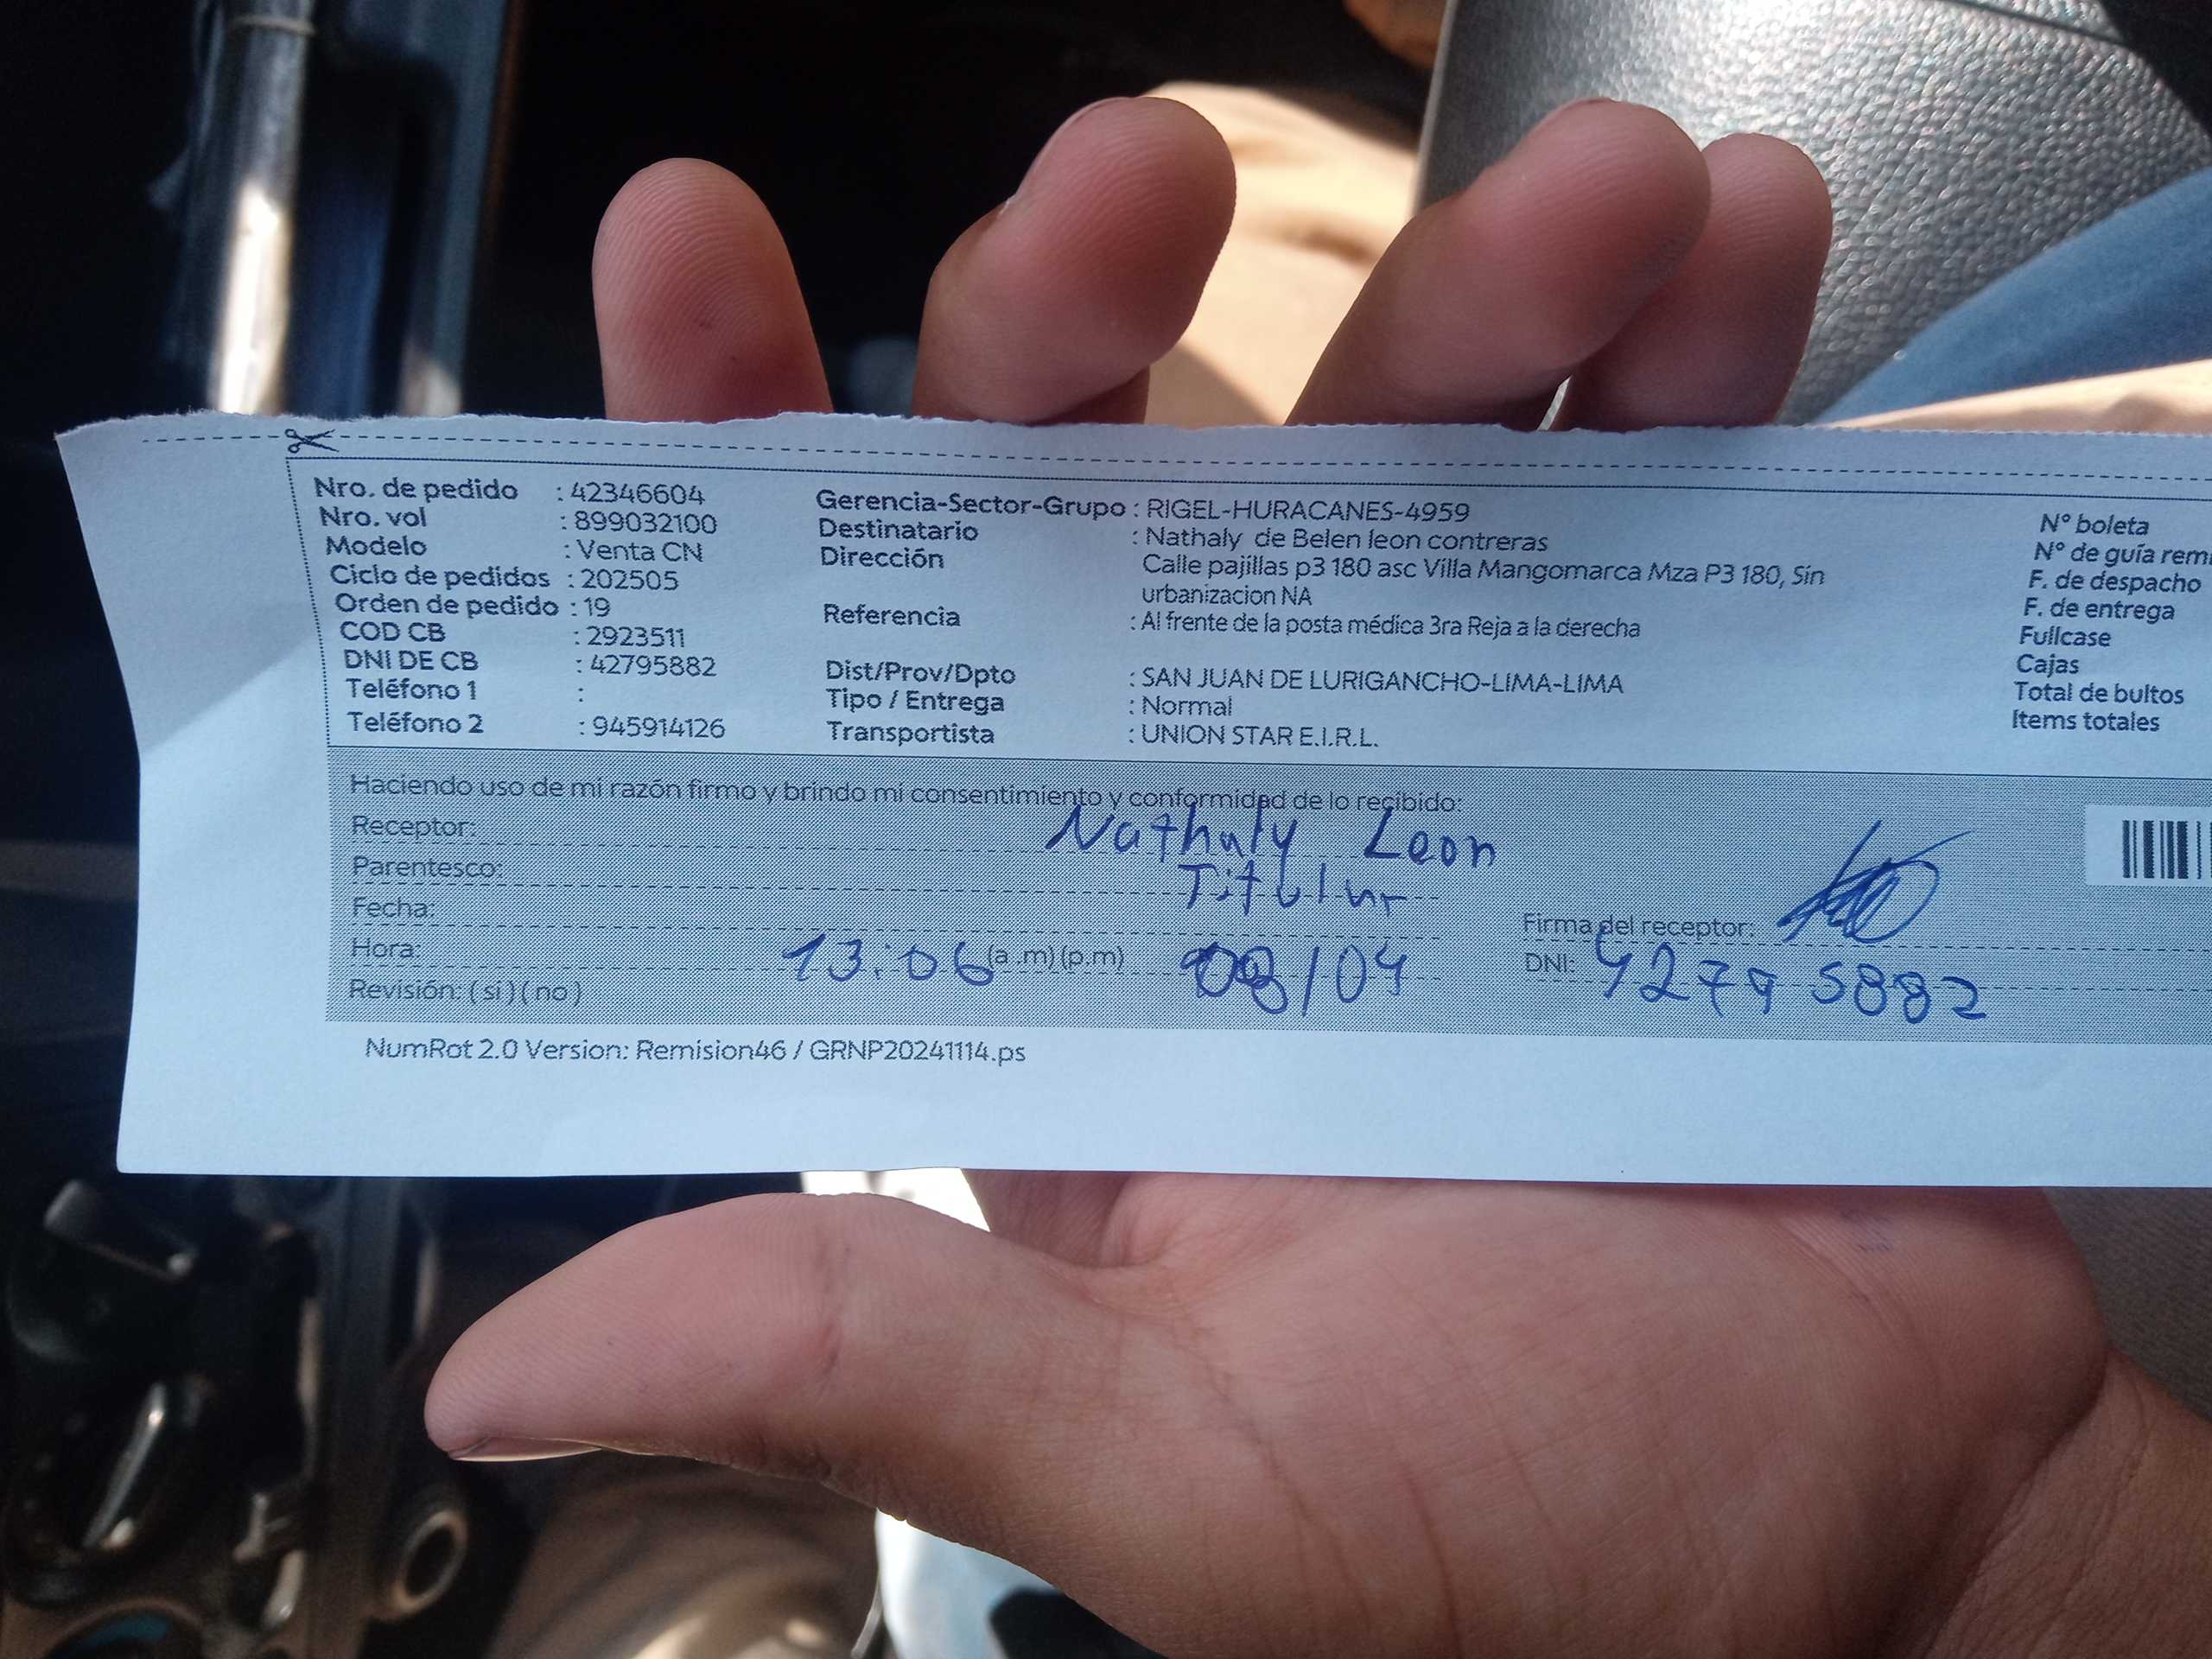 Nro. de pedido : 42346604
Nro. vol : 899032100
Modelo : Venta CN
Ciclo de pedidos : 202505
Orden de pedido : 19
COD CB : 2923511
DNI DE CB : 42795882
Teléfono 1 :
Teléfono 2 : 945914126
Gerencia-Sector-Grupo : RIGEL-HURACANES-4959
Destinatario : Nathaly de Belen leon contreras
Dirección Calle pajillas p3 180 asc Villa Mangomarca Mza P3 180, Sin
urbanizacion NA
Referencia : Al frente de la posta médica 3ra Reja a la derecha
Dist/Prov/Dpto : SAN JUAN DE LURIGANCHO-LIMA-LIMA
Tipo / Entrega : Normal
Transportista : UNION STAR E.I.R.L.
N° boleta
N° de guía remi
F. de despacho
F. de entrega
Fullcase
Cajas
Total de bultos
Items totales
Haciendo uso de mi razón firmo y brindo mi consentimiento y conformidad de lo recibido:
Receptor: Nathaly Leon
Parentesco: Titular
Fecha:
Hora: 13:06 (a .m) (p.m) 08/04
Revisión: ( si ) ( no )
Firma del receptor:
DNI: 42795882
NumRot 2.0 Version: Remision46 / GRNP20241114.ps